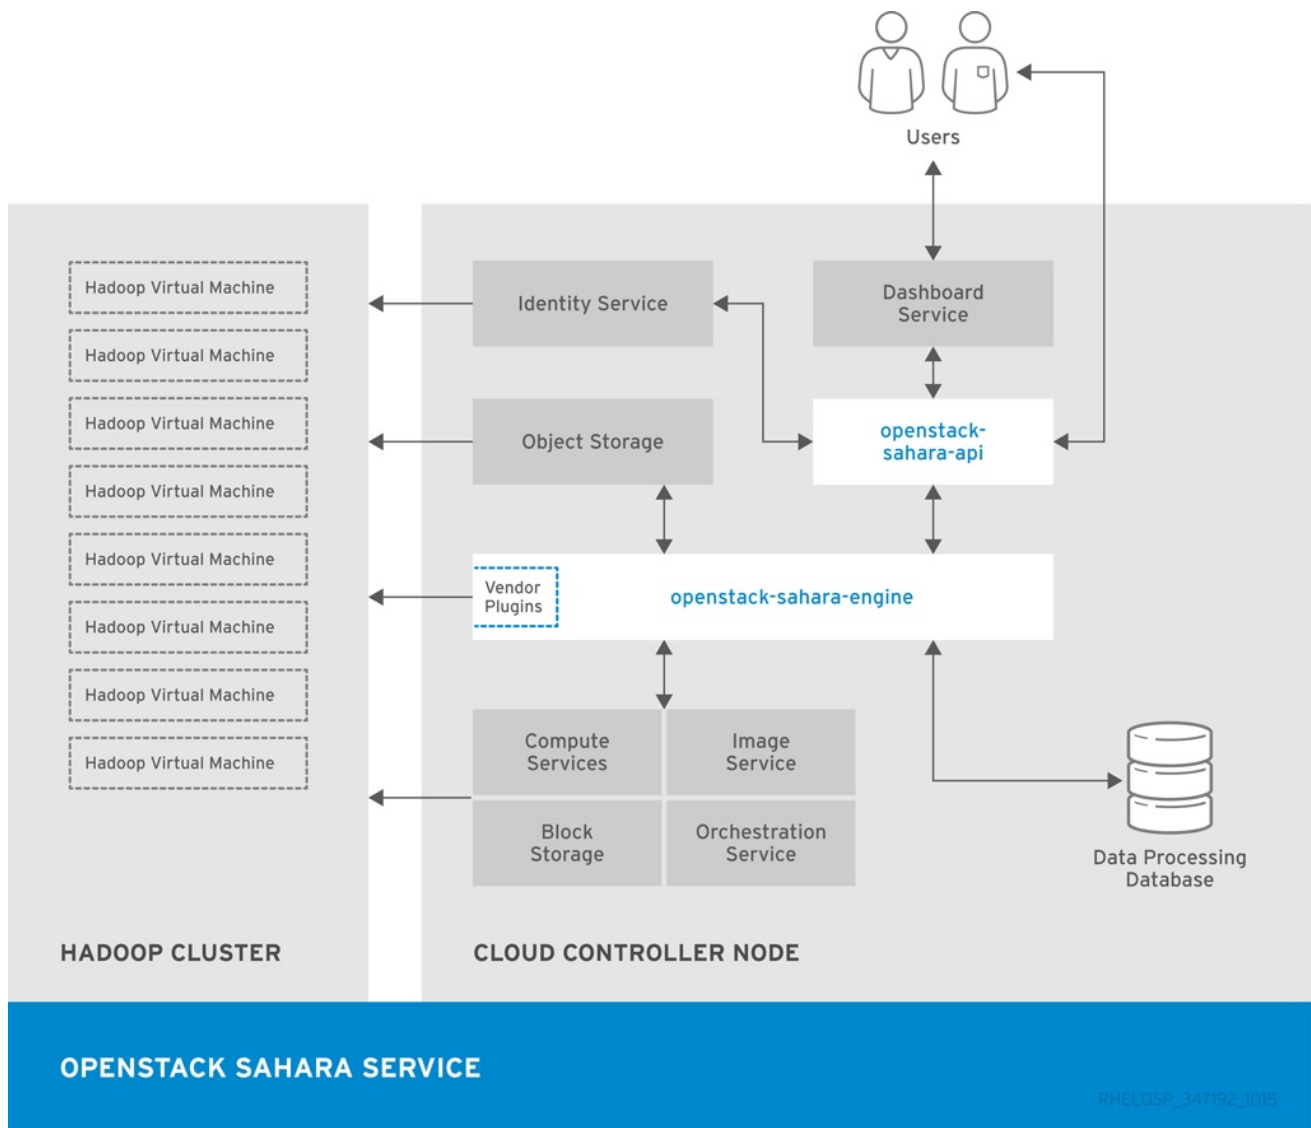 Users
Hadoop Virtual Machine
Hadoop Virtual Machine
Hadoop Virtual Machine
Hadoop Virtual Machine
Hadoop Virtual Machine
Hadoop Virtual Machine
Hadoop Virtual Machine
Hadoop Virtual Machine
HADOOP CLUSTER
Identity Service
Dashboard
Service
Object Storage
openstack-
sahara-api
Vendor
Plugins
openstack-sahara-engine
Compute
Services
Image
Service
Block
Storage
Orchestration
Service
Data Processing
Database
CLOUD CONTROLLER NODE
OPENSTACK SAHARA SERVICE
RHELOSP_347192_1015